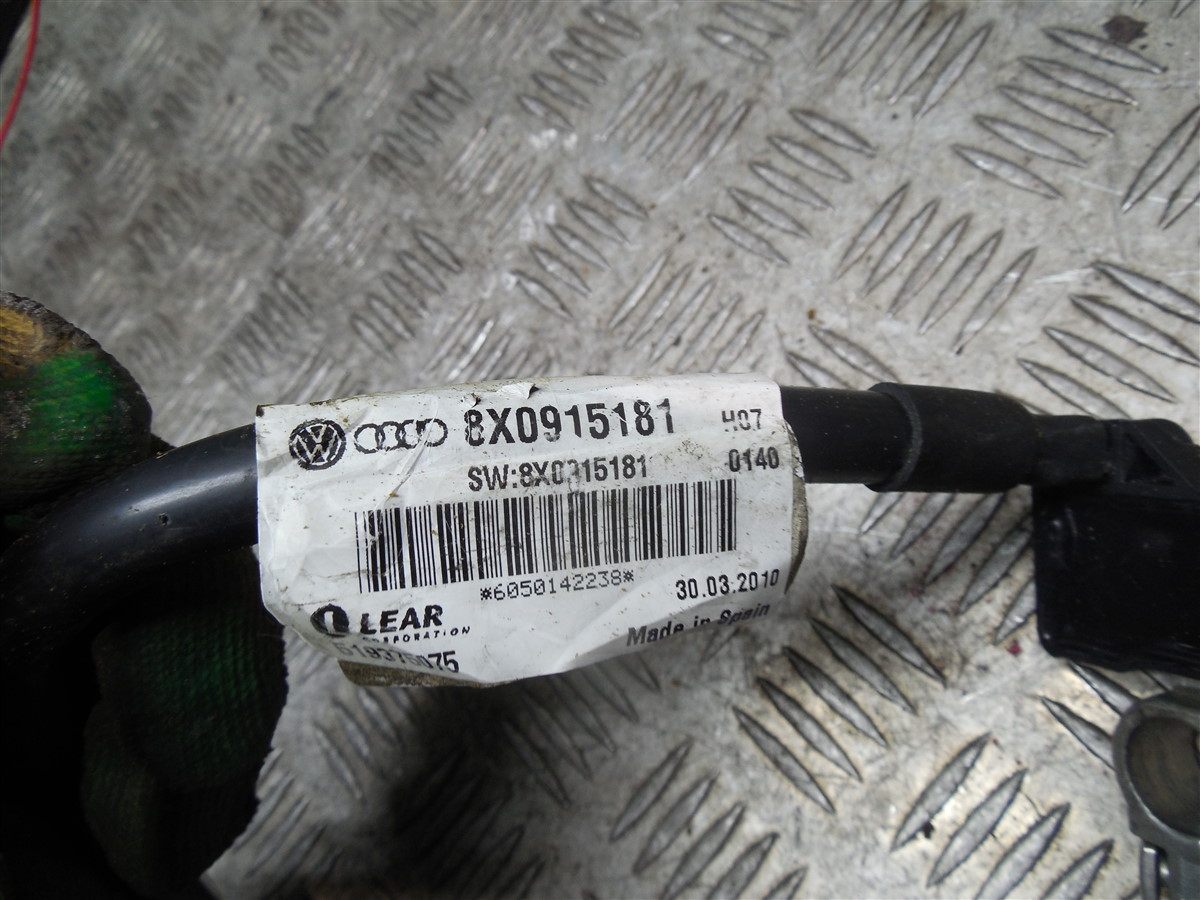 8X0915181 H07
SW:8X0915181 0140
*6050142238*
30.03.2010
LEAR
CORPORATION
Made in Spain